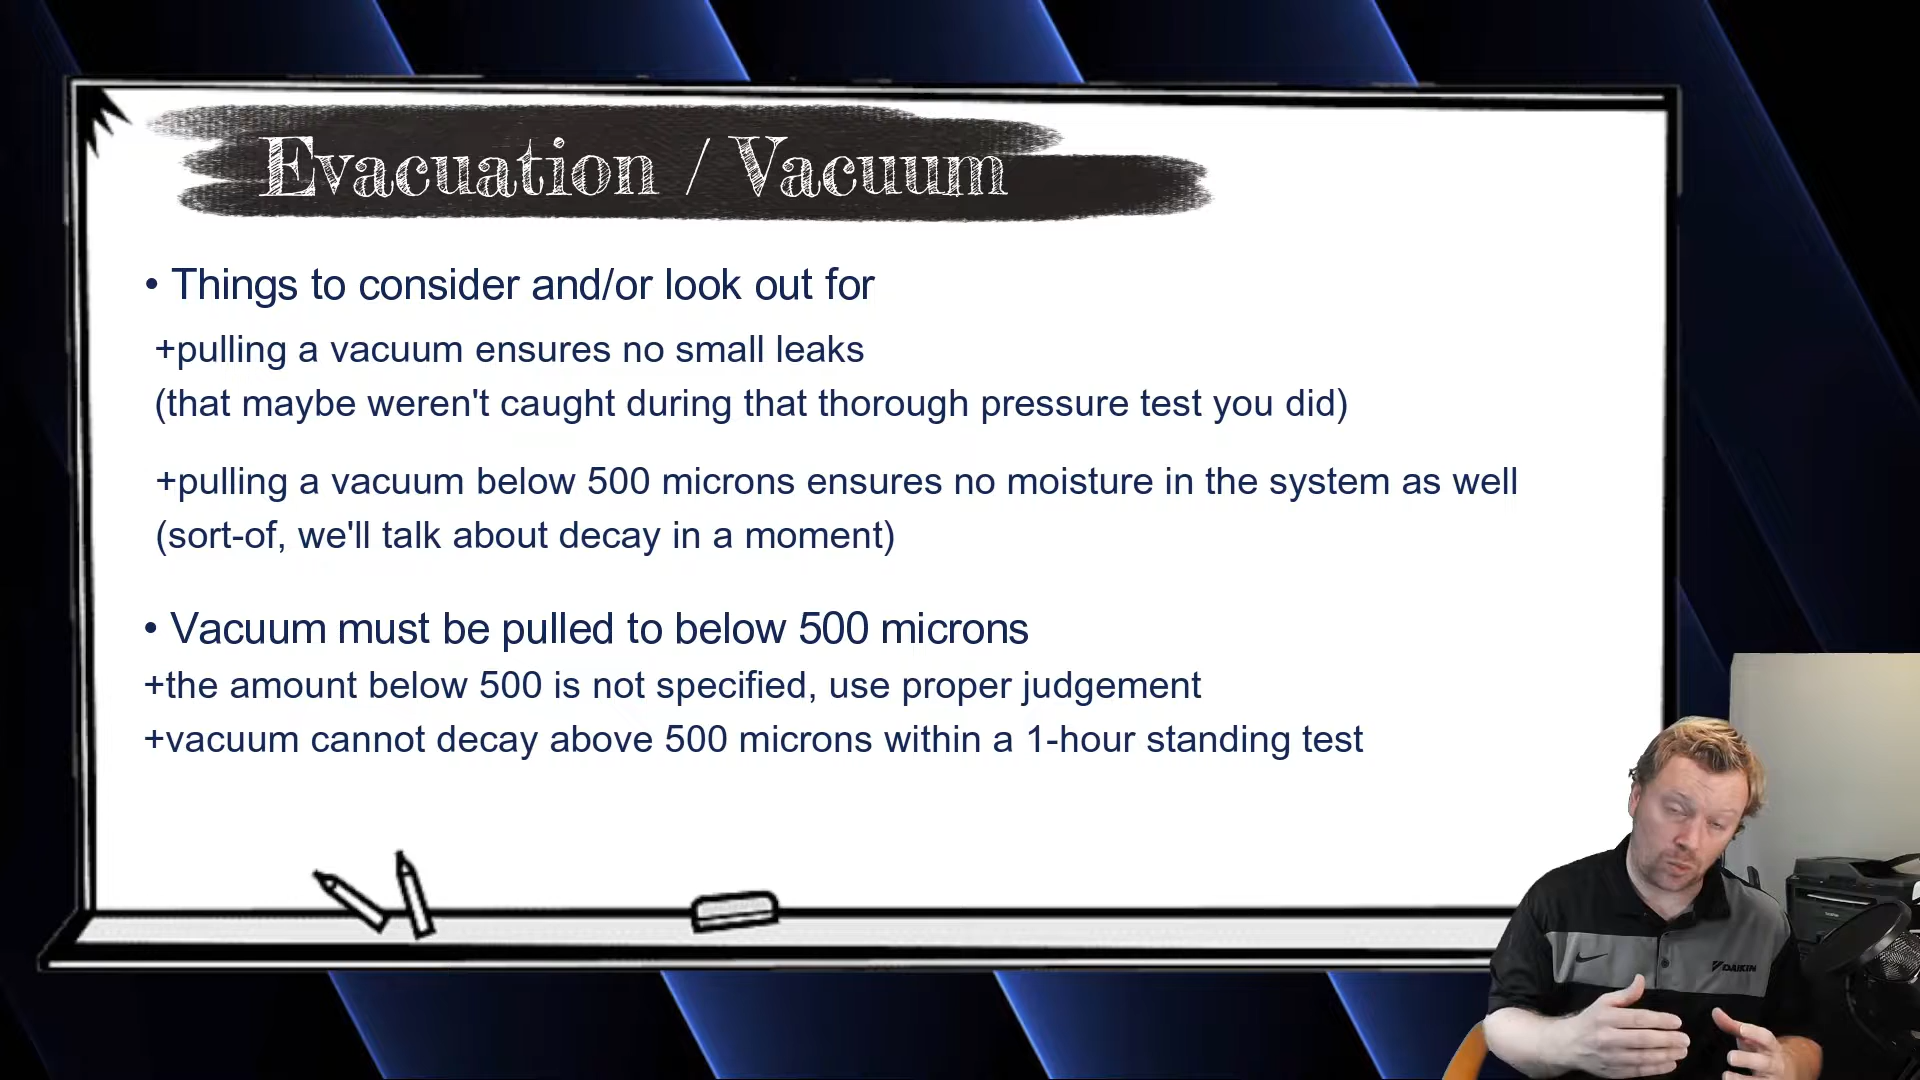 Evacuation / Vacuum
• Things to consider and/or look out for
+pulling a vacuum ensures no small leaks
(that maybe weren't caught during that thorough pressure test you did)
+pulling a vacuum below 500 microns ensures no moisture in the system as well
(sort-of, we'll talk about decay in a moment)
• Vacuum must be pulled to below 500 microns
+the amount below 500 is not specified, use proper judgement
+vacuum cannot decay above 500 microns within a 1-hour standing test
DAIKIN